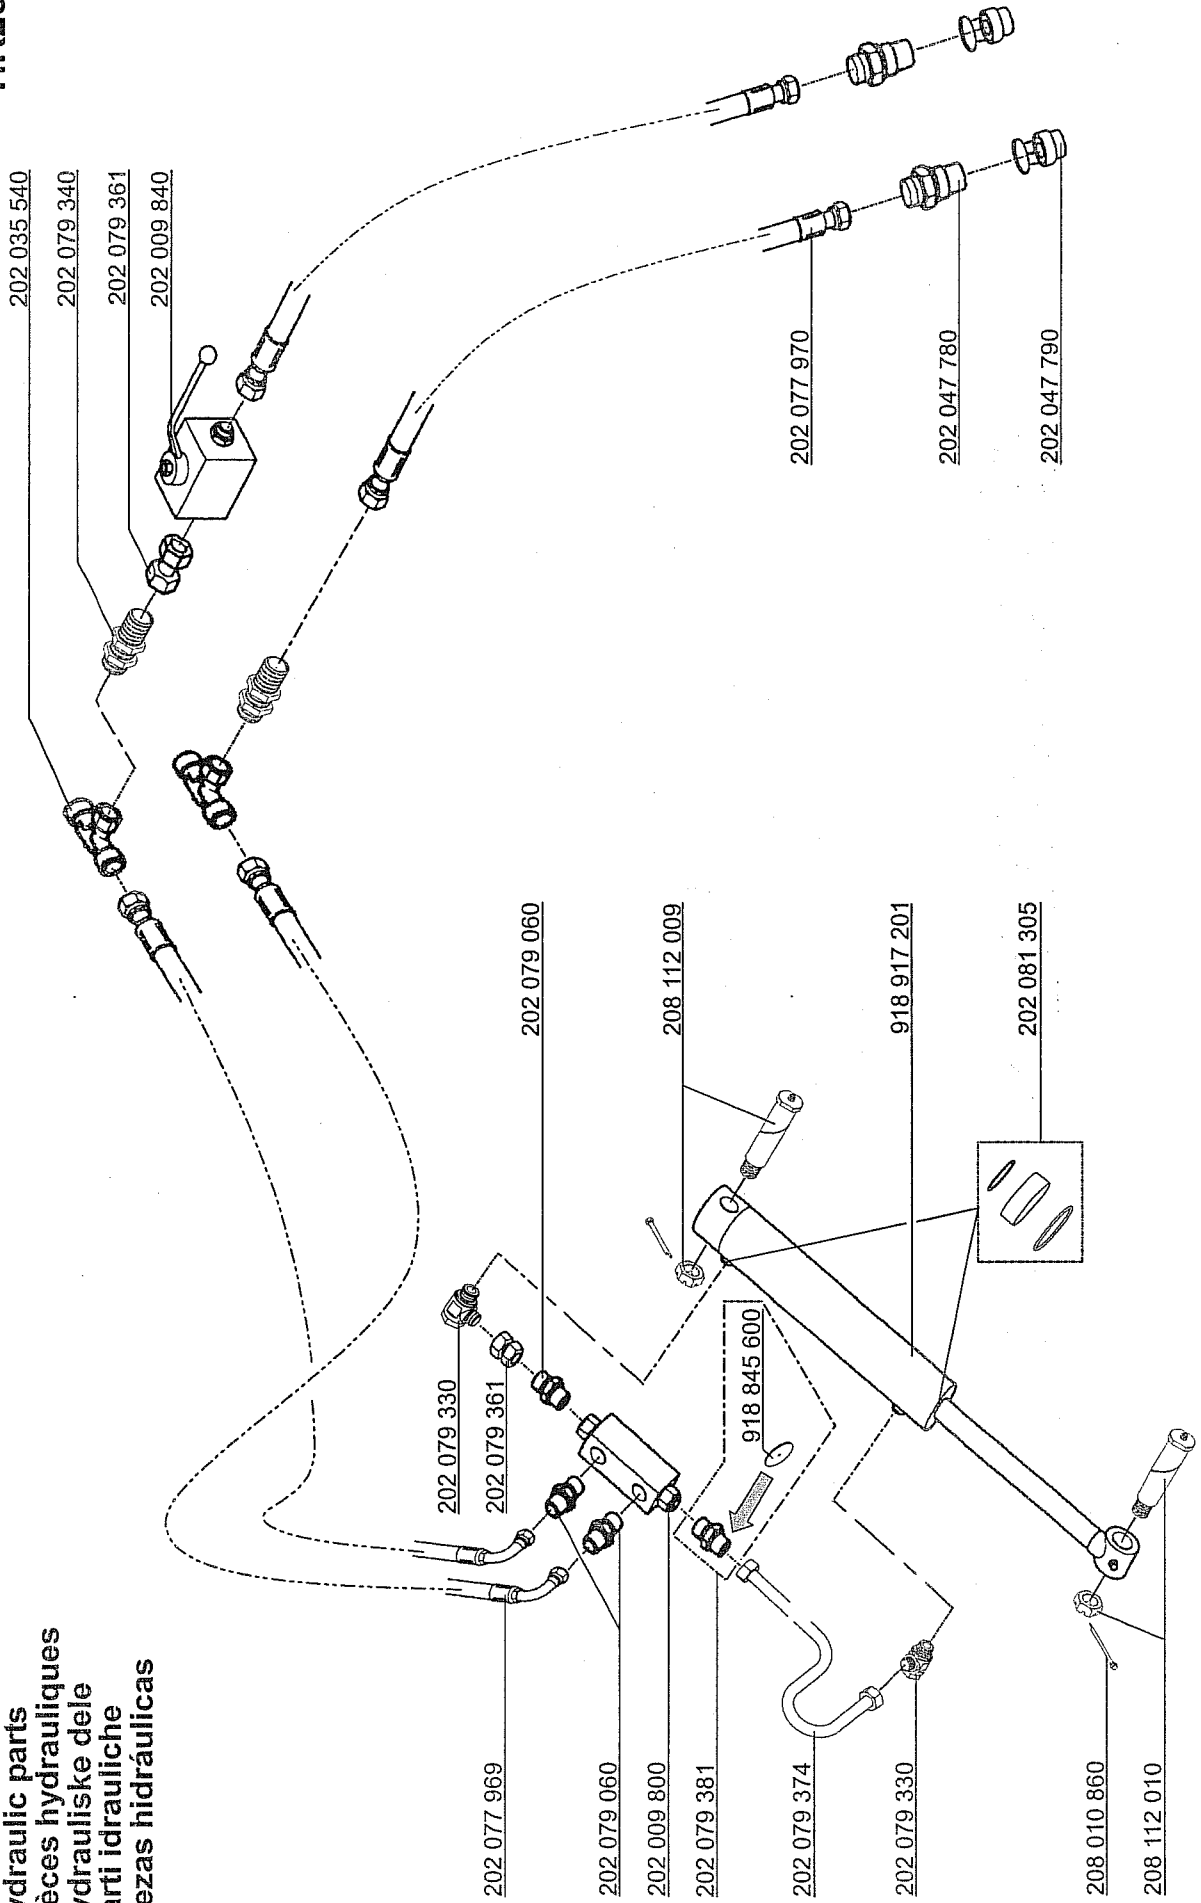 ydraulic parts
èces hydrauliques
ydrauliske dele
arti idrauliche
ezas hidráulicas
202 035 540
202 079 340
202 079 361
202 009 840
202 077 970
202 047 780
202 047 790
202 079 060
208 112 009
918 917 201
202 081 305
202 079 330
202 079 361
918 845 600
202 077 969
202 079 060
202 009 800
202 079 381
202 079 374
202 079 330
208 010 860
208 112 010